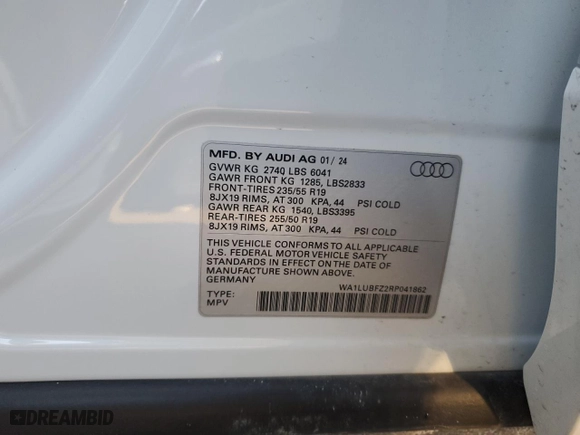 MFD. BY AUDI AG 01/ 24
GVWR KG 2740 LBS 6041
GAWR FRONT KG 1285, LBS2833
FRONT-TIRES 235/55 R19
8JX19 RIMS, AT 300 KPA, 44 PSI COLD
GAWR REAR KG 1540, LBS3395
REAR-TIRES 255/50 R19
8JX19 RIMS, AT 300 KPA, 44 PSI COLD
THIS VEHICLE CONFORMS TO ALL APPLICABLE
U.S. FEDERAL MOTOR VEHICLE SAFETY
STANDARDS IN EFFECT ON THE DATE OF
MANUFACTURE SHOWN ABOVE.
GERMANY
WA1LUBFZ2RP041862
TYPE:
MPV
DREAMBID